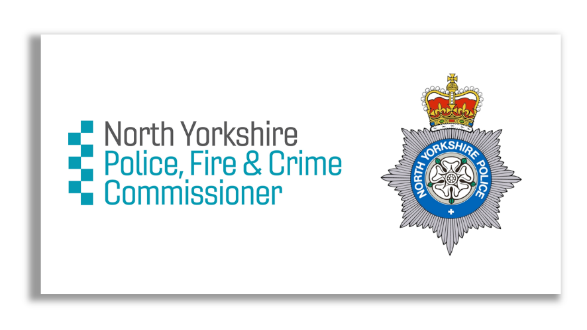 North Yorkshire
Police, Fire & Crime
Commissioner
NORTH YORKSHIRE POLICE